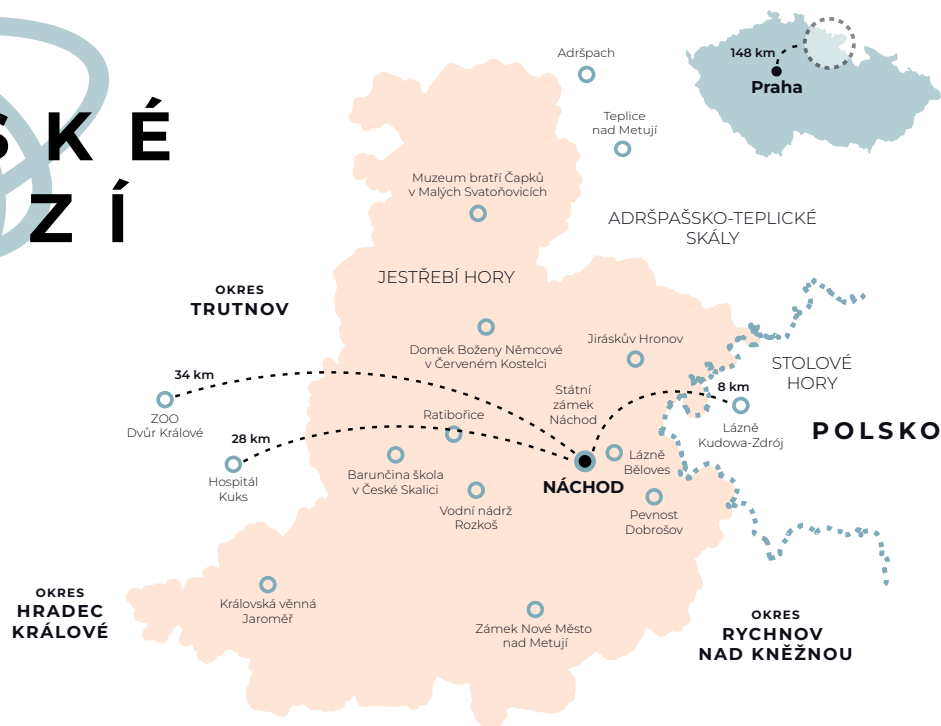 SKÉ
ZÍ
148 km
Praha
Adršpach
Teplice
nad Metují
Muzeum bratří Čapků
v Malých Svatoňovicích
ADRŠPAŠSKO-TEPLICKÉ
SKÁLY
JESTŘEBÍ HORY
OKRES
TRUTNOV
Domek Boženy Němcové
v Červeném Kostelci
Jiráskův Hronov
STOLOVÉ
HORY
34 km
ZOO
Dvůr Králové
Státní
zámek
Náchod
8 km
Lázně
Kudowa-Zdrój
POLSKO
Ratibořice
28 km
Hospitál
Kuks
Barunčina škola
v České Skalici
Lázně
Běloves
NÁCHOD
Vodní nádrž
Rozkoš
Pevnost
Dobrošov
OKRES
HRADEC
KRÁLOVÉ
Královská věnná
Jaroměř
Zámek Nové Město
nad Metují
OKRES
RYCHNOV
NAD KNĚŽNOU